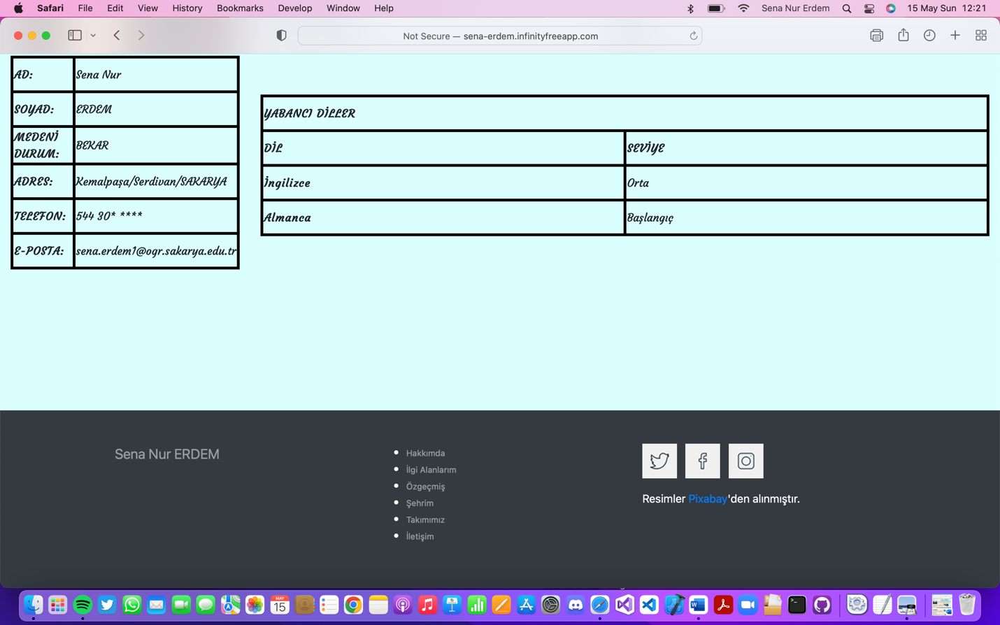 Safari File Edit View History Bookmarks Develop Window Help Sena Nur Erdem 15 May Sun 12:21
Not Secure — sena-erdem.infinityfreeapp.com
AD: Sena Nur
SOYAD: ERDEM
MEDENİ
DURUM: BEKAR
ADRES: Kemalpaşa/Serdivan/SAKARYA
TELEFON: 544 30* ****
E-POSTA: sena.erdem1@ogr.sakarya.edu.tr
YABANCI DİLLER
DİL SEVİYE
İngilizce Orta
Almanca Başlangıç
Sena Nur ERDEM
Hakkımda
İlgi Alanlarım
Özgeçmiş
Şehrim
Takımımız
İletişim
Resimler Pixabay'den alınmıştır.
MAY
15